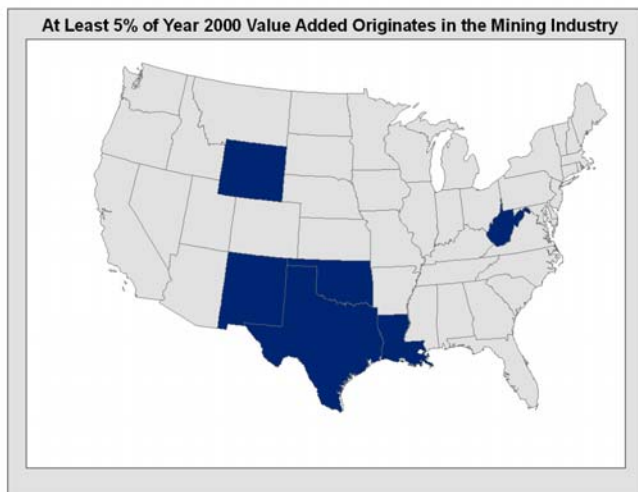 At Least 5% of Year 2000 Value Added Originates in the Mining Industry